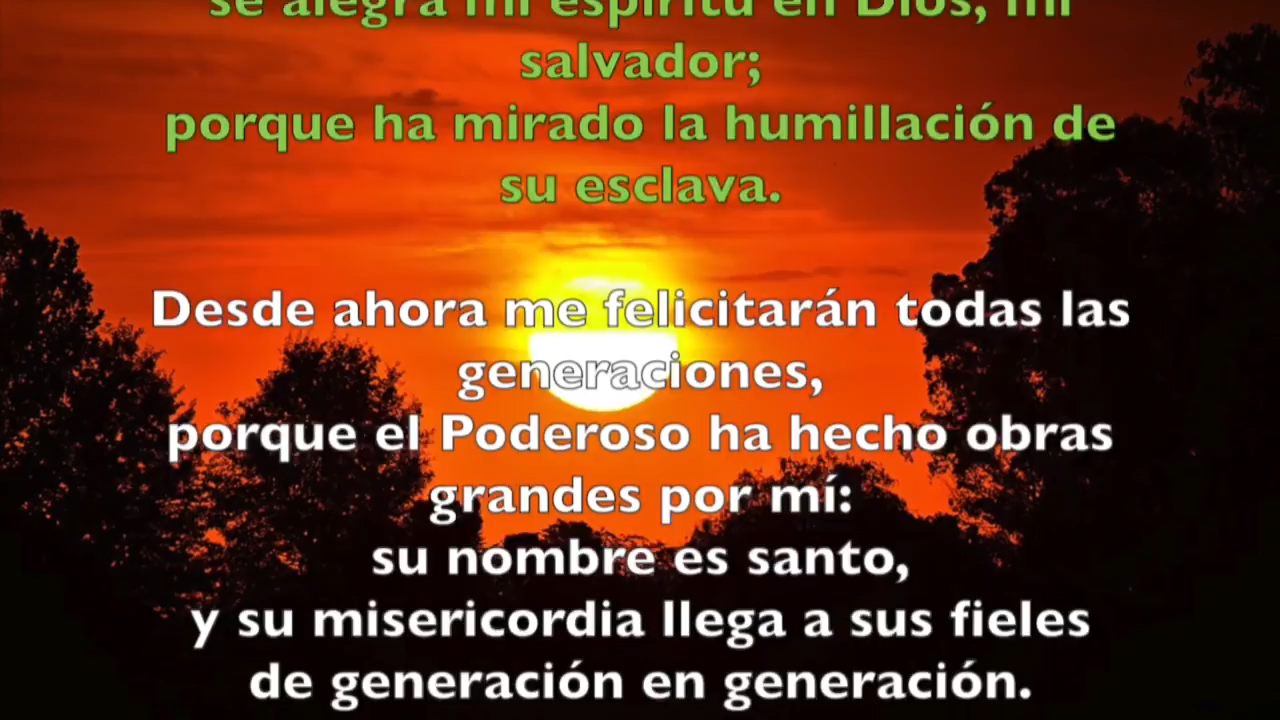 se alegra mi espíritu en Dios, mi
salvador;
porque ha mirado la humillación de
su esclava.
Desde ahora me felicitarán todas las
generaciones,
porque el Poderoso ha hecho obras
grandes por mí:
su nombre es santo,
y su misericordia llega a sus fieles
de generación en generación.